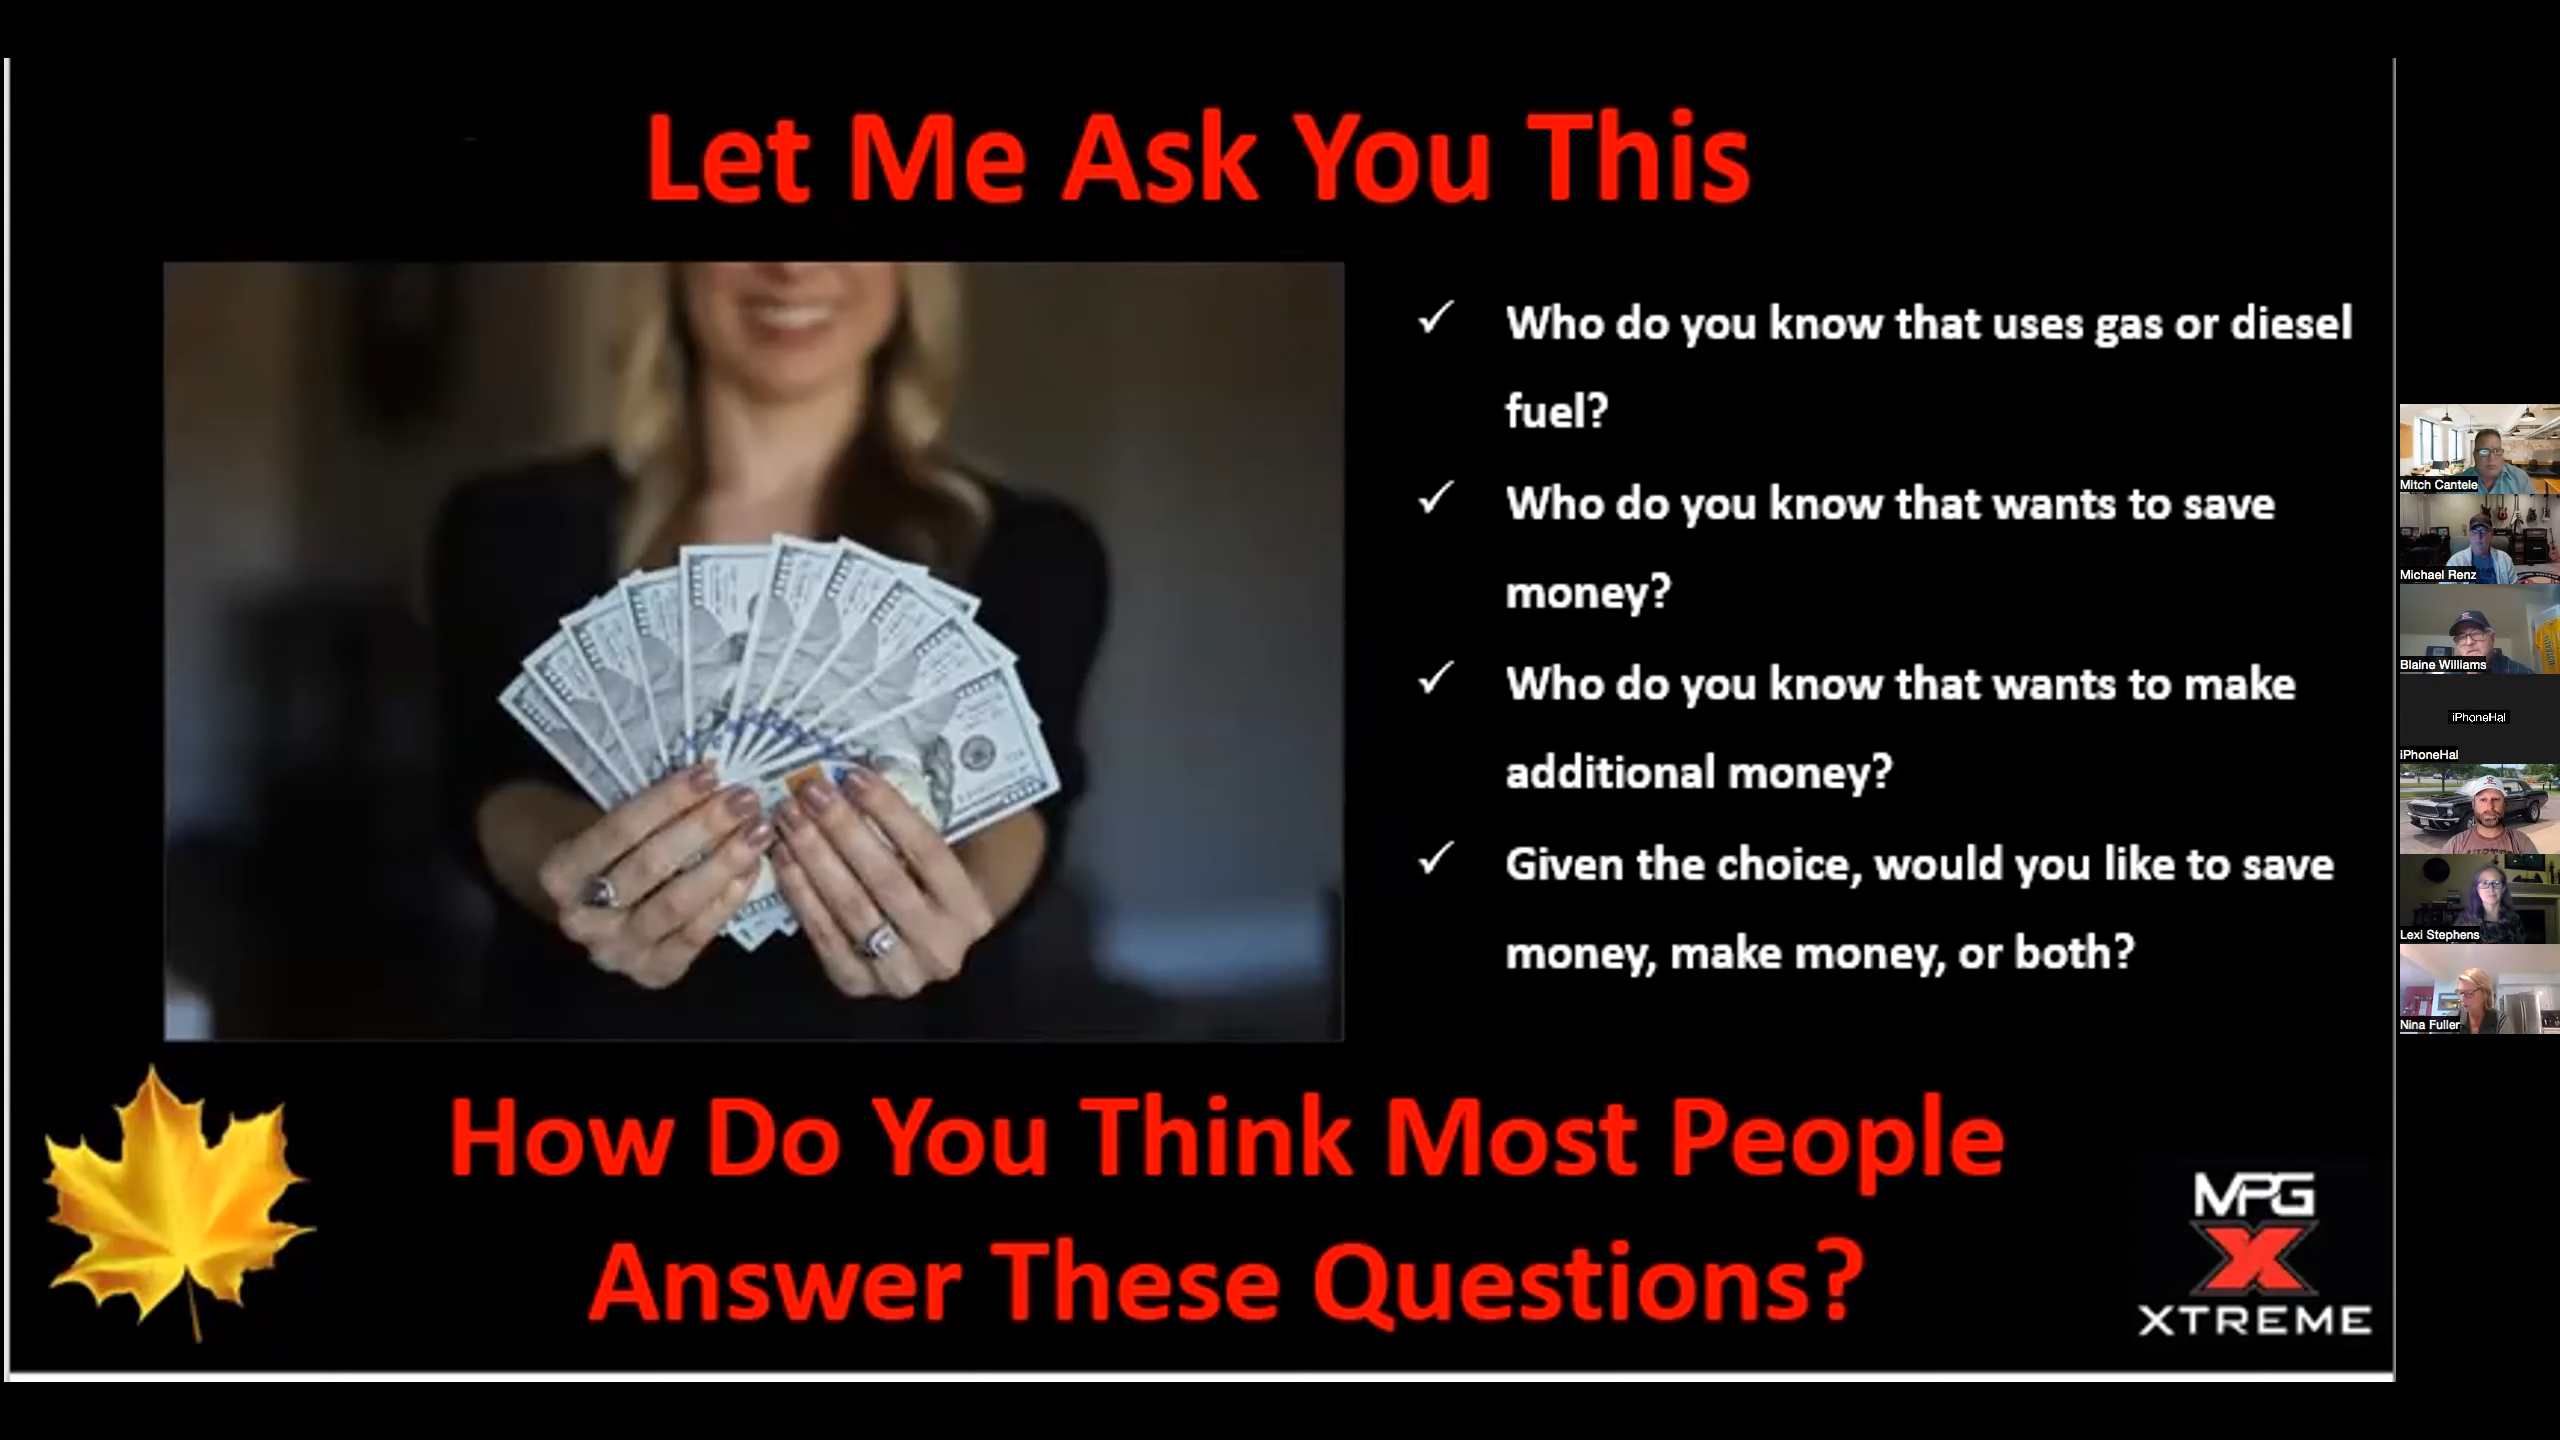 Let Me Ask You This
✓ Who do you know that uses gas or diesel
fuel?
✓ Who do you know that wants to save
money?
✓ Who do you know that wants to make
additional money?
✓ Given the choice, would you like to save
money, make money, or both?
How Do You Think Most People
Answer These Questions?
MPG
X
XTREME
Mitch Cantele
Michael Renz
Blaine Williams
iPhoneHal
iPhoneHal
Lexi Stephens
Nina Fuller